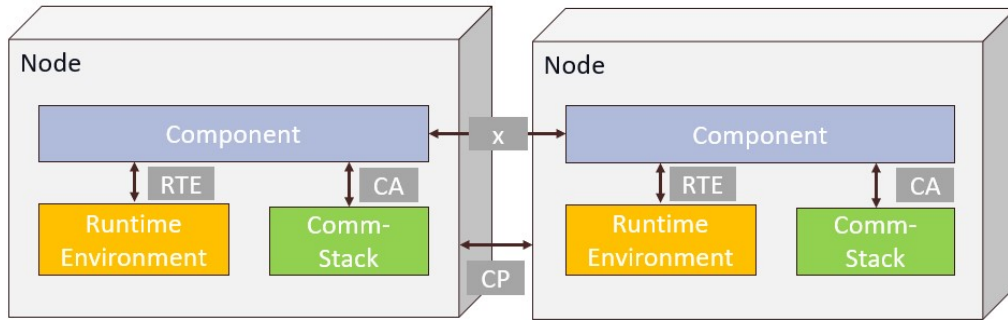 Node
Component
RTE
CA
Runtime
Environment
Comm-
Stack
x
CP
Node
Component
RTE
CA
Runtime
Environment
Comm-
Stack